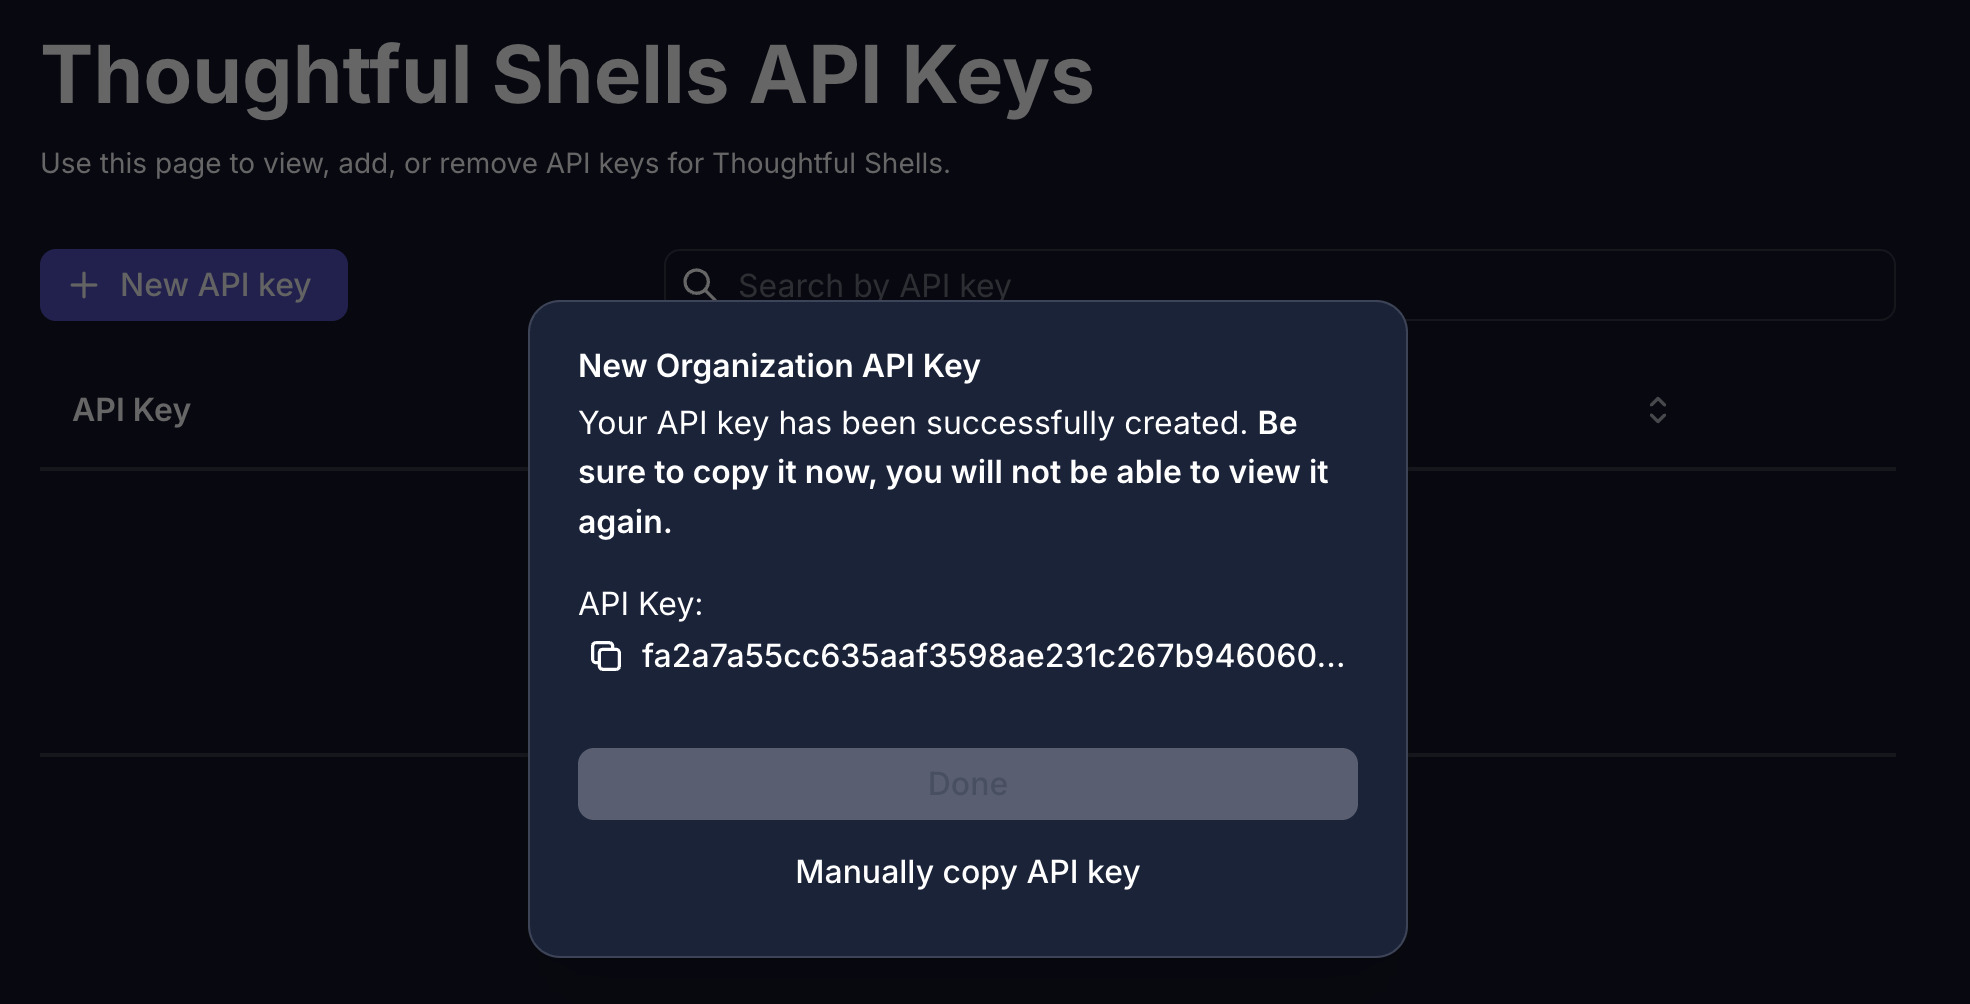 Thoughtful Shells API Keys
Use this page to view, add, or remove API keys for Thoughtful Shells.
New API key
Search by API key
API Key
New Organization API Key
Your API key has been successfully created. Be
sure to copy it now, you will not be able to view it
again.
API Key:
fa2a7a55cc635aaf3598ae231c267b946060...
Done
Manually copy API key